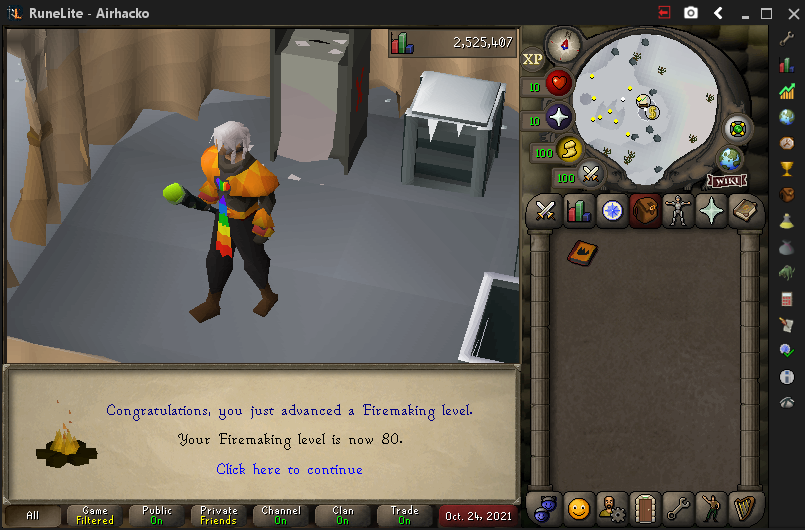 RuneLite - Airhacko
2,525,407
XP
10
10
100
100
WIKI
Congratulations, you just advanced a Firemaking level.
Your Firemaking level is now 80.
Click here to continue
All
Game
Filtered
Public
On
Private
Friends
Channel
On
Clan
On
Trade
On
Oct. 24, 2021